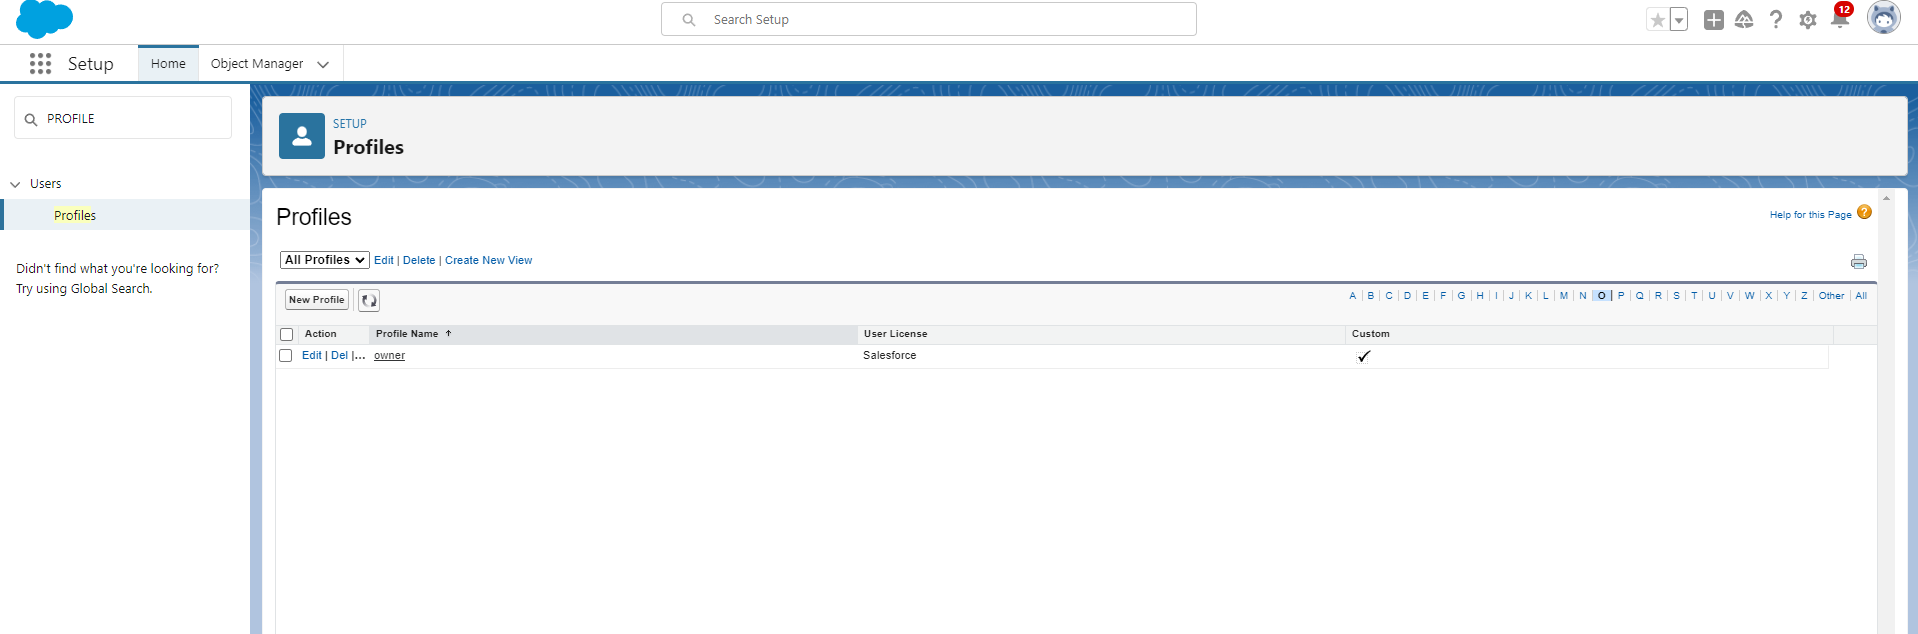 Search Setup
12
Setup
Home
Object Manager
PROFILE
Users
Profiles
Didn't find what you're looking for?
Try using Global Search.
SETUP
Profiles
Profiles
Help for this Page ?
All Profiles Edit | Delete | Create New View
New Profile
A | B | C | D | E | F | G | H | I | J | K | L | M | N | O | P | Q | R | S | T | U | V | W | X | Y | Z | Other | All
Action Profile Name ↑ User License Custom
Edit | Del |... owner Salesforce ✓